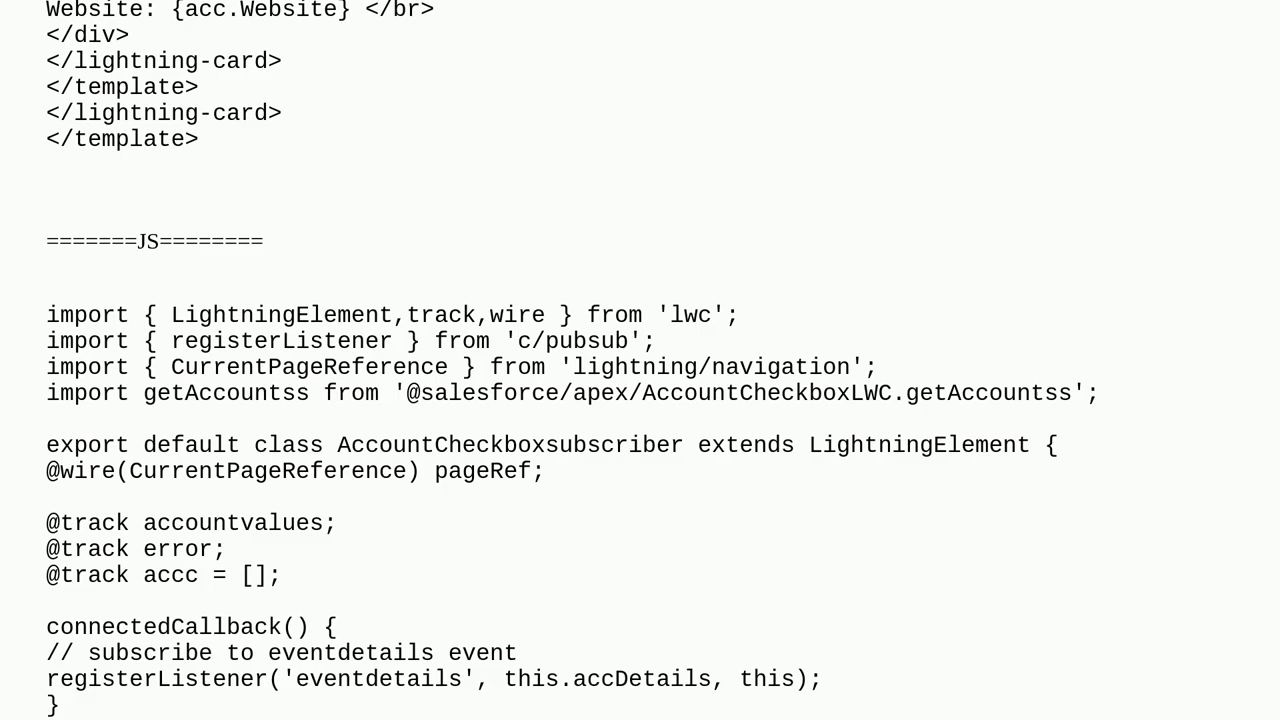 Website: {acc.Website} </br>
</div>
</lightning-card>
</template>
</lightning-card>
</template>
=======JS========
import { LightningElement,track,wire } from 'lwc';
import { registerListener } from 'c/pubsub';
import { CurrentPageReference } from 'lightning/navigation';
import getAccountss from '@salesforce/apex/AccountCheckboxLWC.getAccountss';
export default class AccountCheckboxsubscriber extends LightningElement {
@wire(CurrentPageReference) pageRef;
@track accountvalues;
@track error;
@track accc = [];
connectedCallback() {
// subscribe to eventdetails event
registerListener('eventdetails', this.accDetails, this);
}